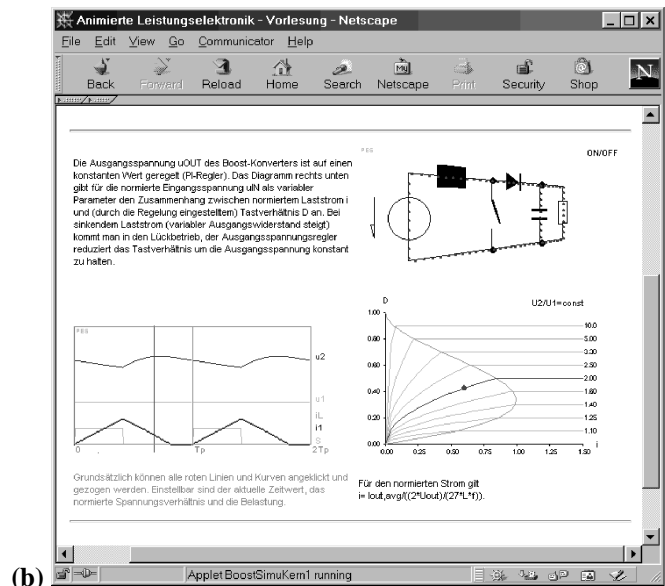 Animierte Leistungselektronik - Vorlesung - Netscape
File Edit View Go Communicator Help
Back Forward Reload Home Search Netscape Print Security Shop
Die Ausgangsspannung uOUT des Boost-Konverters ist auf einen
konstanten Wert geregelt (PI-Regler). Das Diagramm rechts unten
gibt für die normierte Eingangsspannung uIN als variabler
Parameter den Zusammenhang zwischen normiertem Laststrom i
und (durch die Regelung eingestelltem) Tastverhältnis D an. Bei
sinkendem Laststrom (variabler Ausgangswiderstand steigt)
kommt man in den Lückbetrieb, der Ausgangsspannungsregler
reduziert das Tastverhältnis um die Ausgangsspannung konstant
zu halten.
ON/OFF
u2
u1
iL
i1
S
0 Tp 2Tp
D U2/U1=const
1.00
0.80
0.60
0.40
0.20
0.00
10.0
5.00
3.30
2.50
2.00
1.60
1.40
1.25
1.10
0.00 0.25 0.50 0.75 1.00 1.25 1.50
i
Grundsätzlich können alle roten Linien und Kurven angeklickt und
gezogen werden. Einstellbar sind der aktuelle Zeitwert, das
normierte Spannungsverhältnis und die Belastung.
Für den normierten Strom gilt
i= Iout,avg/((2*Uout)/(27*L*f)).
(b) Applet BoostSimuKern1 running